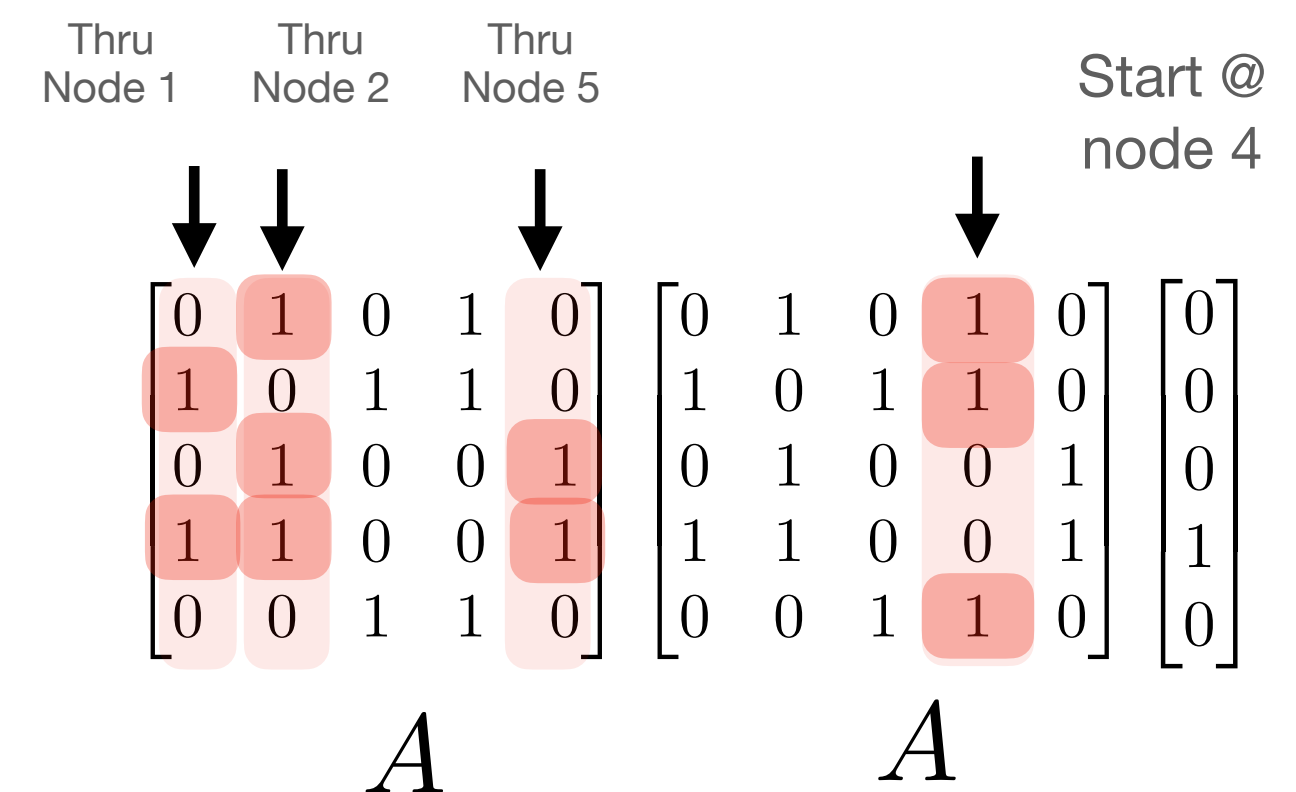 Thru Node 1
Thru Node 2
Thru Node 5
Start @
node 4
0 1 0 1 0 0 1 0 1 0 0
1 0 1 1 0 1 0 1 1 0 0
0 1 0 0 1 0 1 0 0 1 0
1 1 0 0 1 1 1 0 0 1 1
0 0 1 1 0 0 0 1 1 0 0
A A